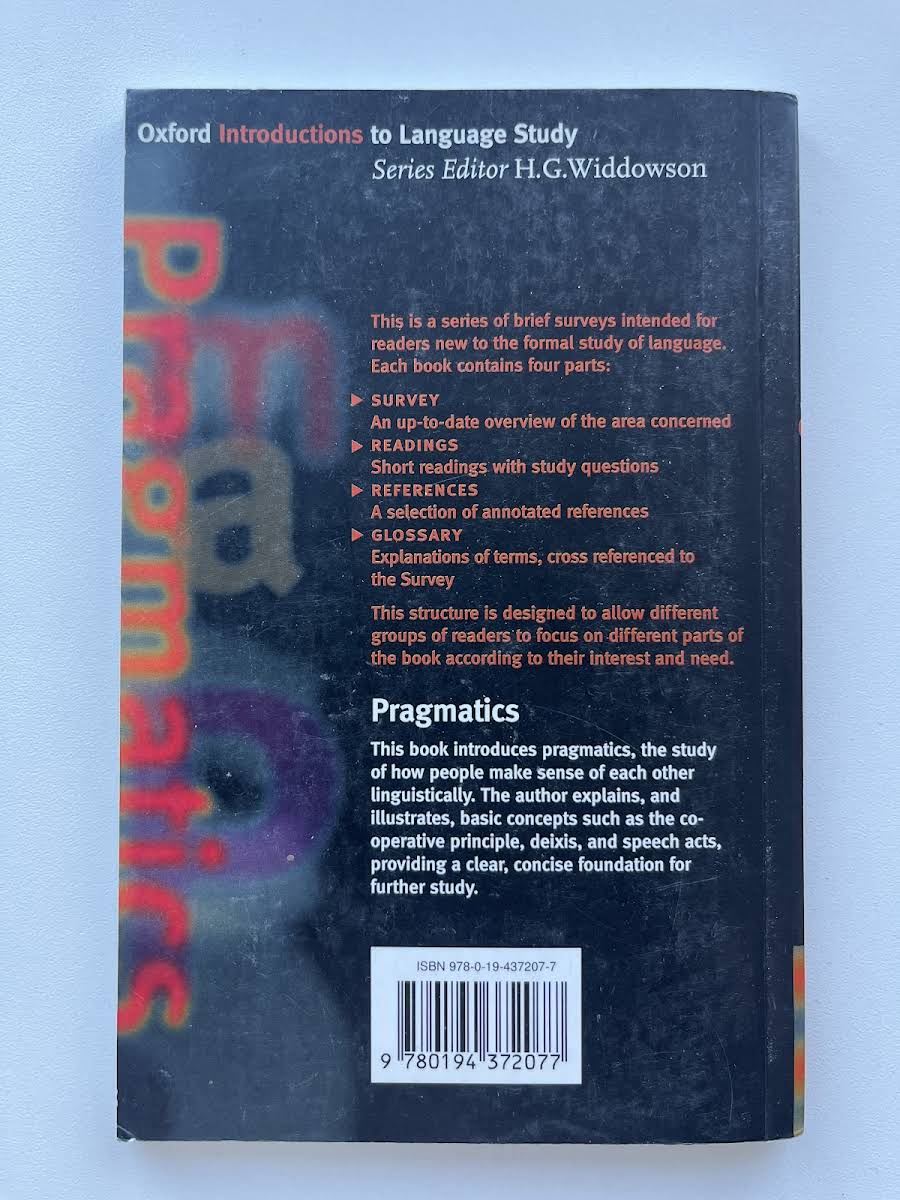 Oxford Introductions to Language Study
Series Editor H.G.Widdowson
Pragmatics
m
a
This is a series of brief surveys intended for
readers new to the formal study of language.
Each book contains four parts:
▶ SURVEY
An up-to-date overview of the area concerned
▶ READINGS
Short readings with study questions
▶ REFERENCES
A selection of annotated references
▶ GLOSSARY
Explanations of terms, cross referenced to
the Survey
This structure is designed to allow different
groups of readers to focus on different parts of
the book according to their interest and need.
Pragmatics
This book introduces pragmatics, the study
of how people make sense of each other
linguistically. The author explains, and
illustrates, basic concepts such as the co-
operative principle, deixis, and speech acts,
providing a clear, concise foundation for
further study.
ISBN 978-0-19-437207-7
9 780194 372077